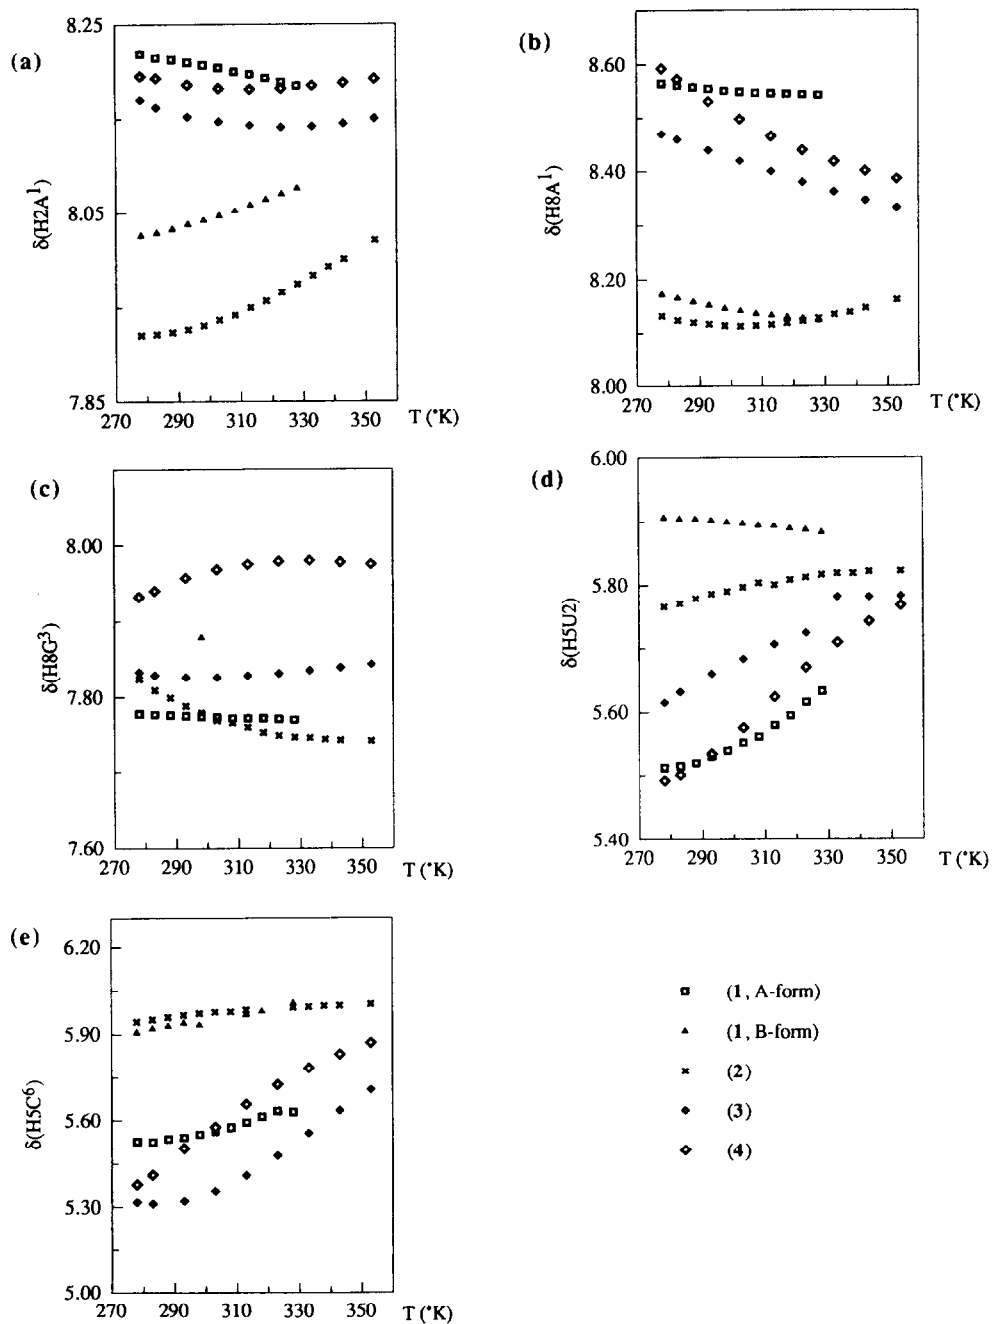 (a)
8.25
8.05
7.85
δ(H2A¹)
270 290 310 330 350 T (°K)
(b)
8.60
8.40
8.20
8.00
δ(H8A¹)
270 290 310 330 350 T (°K)
(c)
8.00
7.80
7.60
δ(H8G³)
270 290 310 330 350 T (°K)
(d)
6.00
5.80
5.60
5.40
δ(H5U2)
270 290 310 330 350 T (°K)
(e)
6.20
5.90
5.60
5.30
5.00
δ(H5C⁶)
270 290 310 330 350 T (°K)
(1, A-form)
(1, B-form)
(2)
(3)
(4)